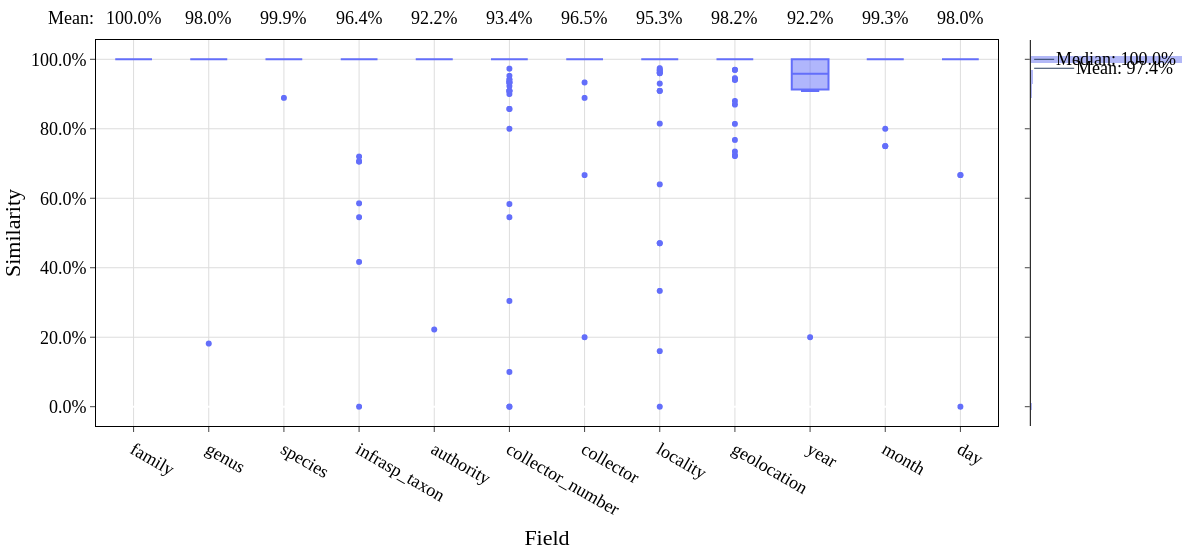 Mean: 100.0% 98.0% 99.9% 96.4% 92.2% 93.4% 96.5% 95.3% 98.2% 92.2% 99.3% 98.0%
100.0%
80.0%
60.0%
40.0%
20.0%
0.0%
Similarity
Median: 100.0%
Mean: 97.4%
family genus species infrasp_taxon authority collector_number collector locality geolocation year month day
Field